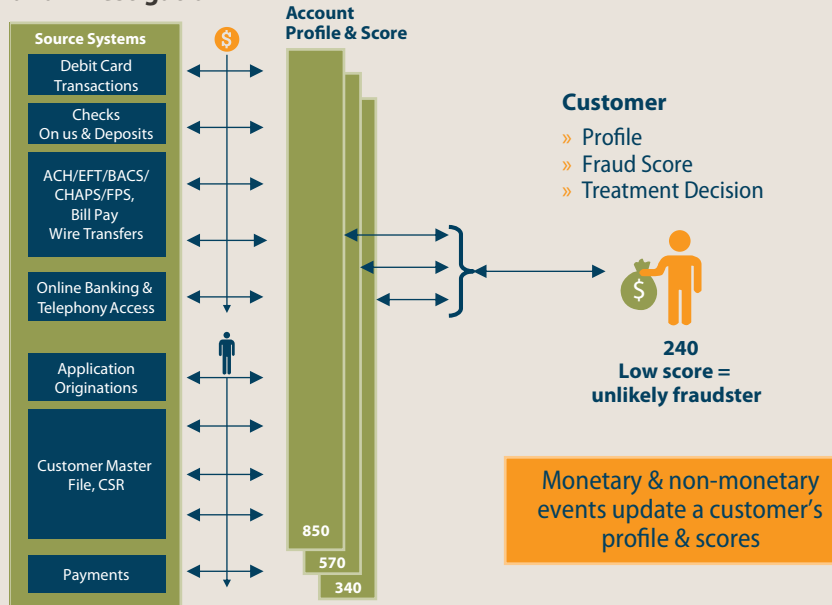 Source Systems
Debit Card
Transactions
Checks
On us & Deposits
ACH/EFT/BACS/
CHAPS/FPS,
Bill Pay
Wire Transfers
Online Banking &
Telephony Access
Application
Originations
Customer Master
File, CSR
Payments
$
Account
Profile & Score
850
570
340
Customer
» Profile
» Fraud Score
» Treatment Decision
$
240
Low score =
unlikely fraudster
Monetary & non-monetary
events update a customer's
profile & scores